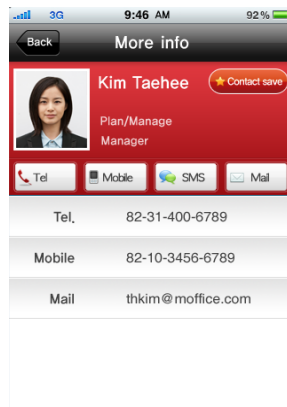 3G 9:46 AM 92%
Back More info
Kim Taehee Contact save
Plan/Manage
Manager
Tel Mobile SMS Mail
Tel. 82-31-400-6789
Mobile 82-10-3456-6789
Mail thkim@moffice.com